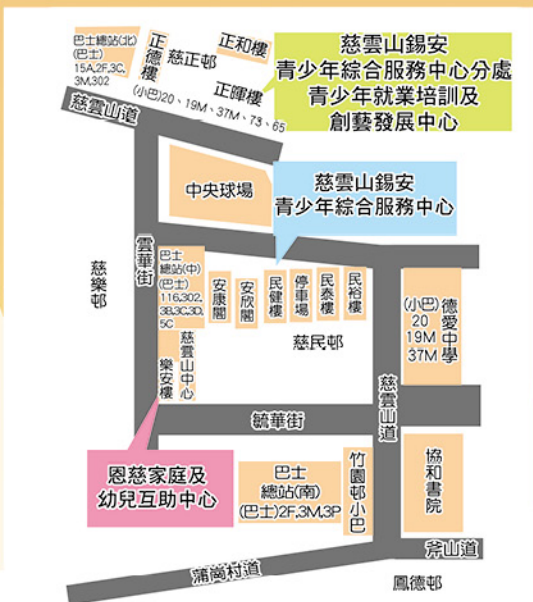 巴士總站(北)
(巴士)
15A,2F,3C,
3M,302
正德樓
慈正邨
正和樓
正暉樓
(小巴)20、19M、37M、73、65
慈雲山錫安
青少年綜合服務中心分處
青少年就業培訓及
創藝發展中心
慈雲山道
中央球場
慈雲山錫安
青少年綜合服務中心
雲華街
慈樂邨
巴士
總站(中)
(巴士)
116,302,
3B,3C,3D,
5C
安康閣
安欣閣
民健樓
停車場
民泰樓
民裕樓
慈民邨
慈雲山中心
樂安樓
慈雲山道
德愛中學
(小巴)
20
19M
37M
毓華街
恩慈家庭及
幼兒互助中心
巴士
總站(南)
(巴士)2F,3M,3P
竹園邨小巴
協和書院
斧山道
蒲崗村道
鳳德邨